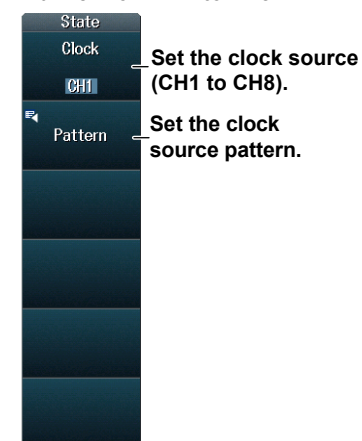 State
Clock
CH1
Set the clock source
(CH1 to CH8).
Pattern
Set the clock
source pattern.